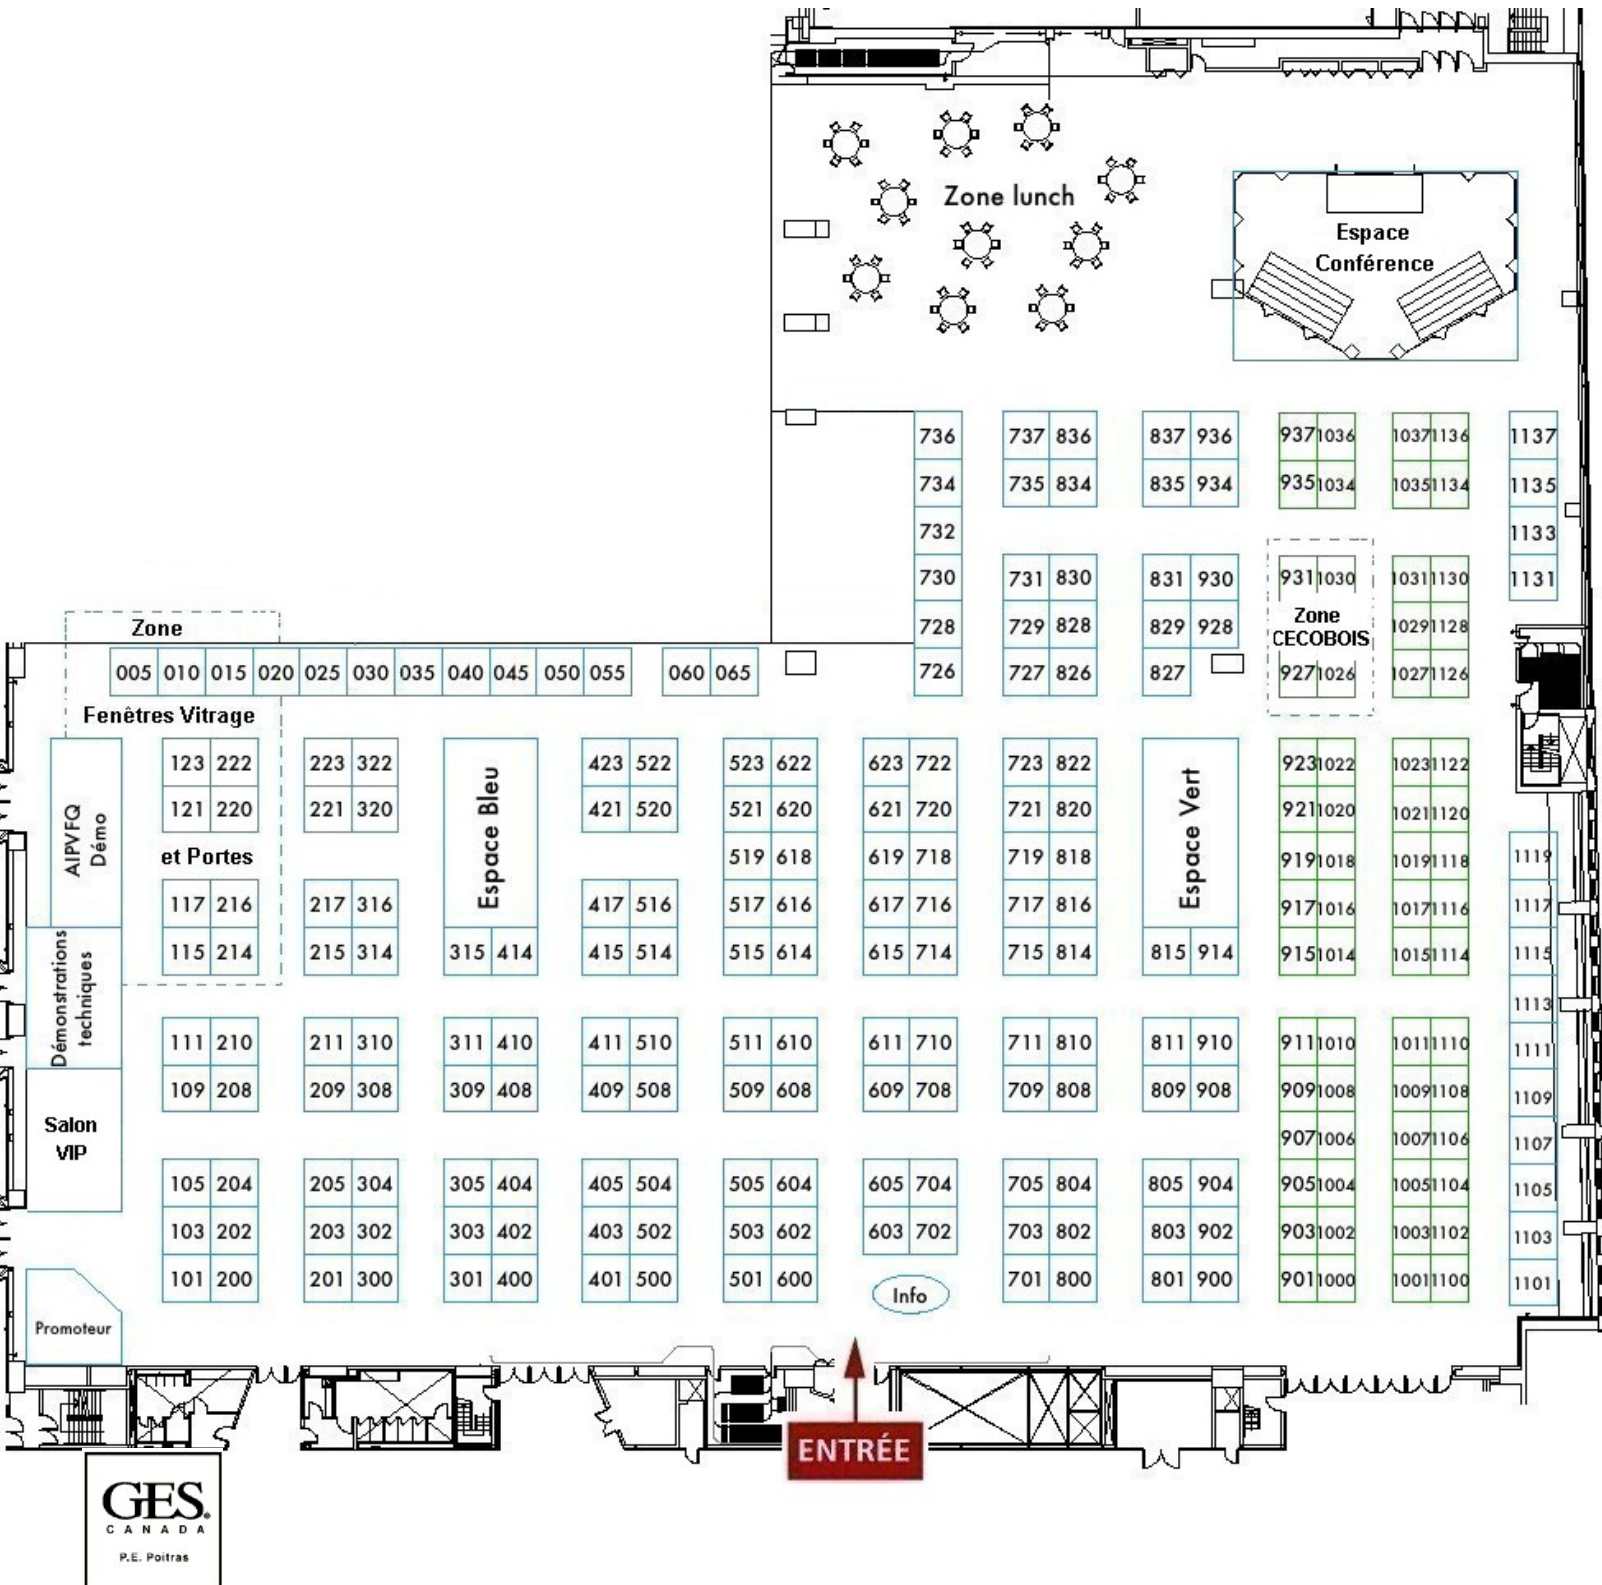 Zone lunch
Espace
Conférence
736 737 836 837 936 937 1036 1037 1136 1137
734 735 834 835 934 935 1034 1035 1134 1135
732 1133
730 731 830 831 930 931 1030 1031 1130 1131
Zone
CECOBOIS
728 729 828 829 928 1029 1128
726 727 826 827 927 1026 1027 1126
Zone
005 010 015 020 025 030 035 040 045 050 055 060 065
Fenêtres Vitrage
123 222 223 322 423 522 523 622 623 722 723 822 923 1022 1023 1122
121 220 221 320 421 520 521 620 621 720 721 820 921 1020 1021 1120
AIPVFQ
Démo
Espace Bleu
Espace Vert
et Portes
519 618 619 718 719 818 919 1018 1019 1118 1119
117 216 217 316 417 516 517 616 617 716 717 816 917 1016 1017 1116 1117
115 214 215 314 315 414 415 514 515 614 615 714 715 814 815 914 915 1014 1015 1114 1115
Démonstrations
techniques
1113
111 210 211 310 311 410 411 510 511 610 611 710 711 810 811 910 911 1010 1011 1110 1111
109 208 209 308 309 408 409 508 509 608 609 708 709 808 809 908 909 1008 1009 1108 1109
Salon
VIP
907 1006 1007 1106 1107
105 204 205 304 305 404 405 504 505 604 605 704 705 804 805 904 905 1004 1005 1104 1105
103 202 203 302 303 402 403 502 503 602 603 702 703 802 803 902 903 1002 1003 1102 1103
101 200 201 300 301 400 401 500 501 600 701 800 801 900 901 1000 1001 1100 1101
Info
Promoteur
ENTRÉE
GES.
CANADA
P.E. Poitras